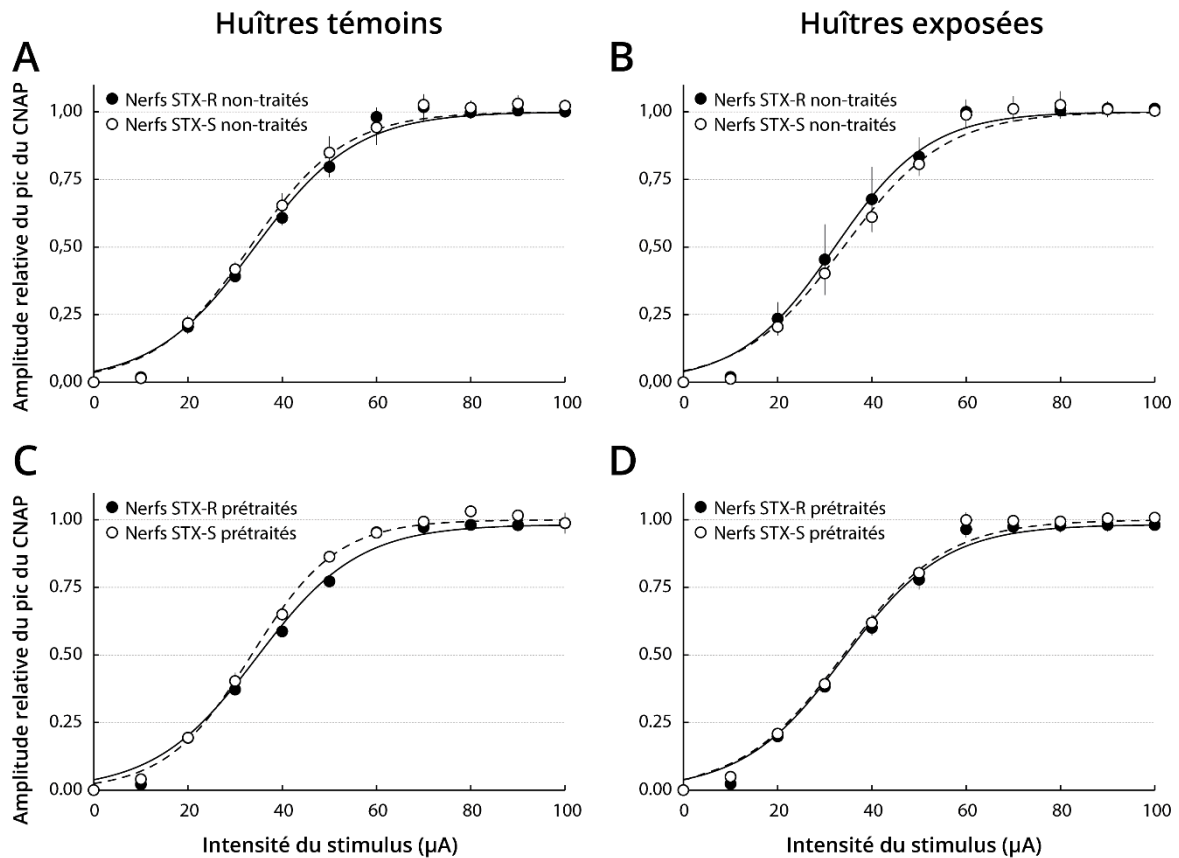 Huîtres témoins
Huîtres exposées
A
Nerfs STX-R non-traités
Nerfs STX-S non-traités
Amplitude relative du pic du CNAP
1,00
0,75
0,50
0,25
0,00
0 20 40 60 80 100
B
Nerfs STX-R non-traités
Nerfs STX-S non-traités
1,00
0,75
0,50
0,25
0,00
0 20 40 60 80 100
C
Nerfs STX-R prétraités
Nerfs STX-S prétraités
Amplitude relative du pic du CNAP
1.00
0.75
0.50
0.25
0.00
0 20 40 60 80 100
Intensité du stimulus (µA)
D
Nerfs STX-R prétraités
Nerfs STX-S prétraités
1.00
0.75
0.50
0.25
0.00
0 20 40 60 80 100
Intensité du stimulus (µA)